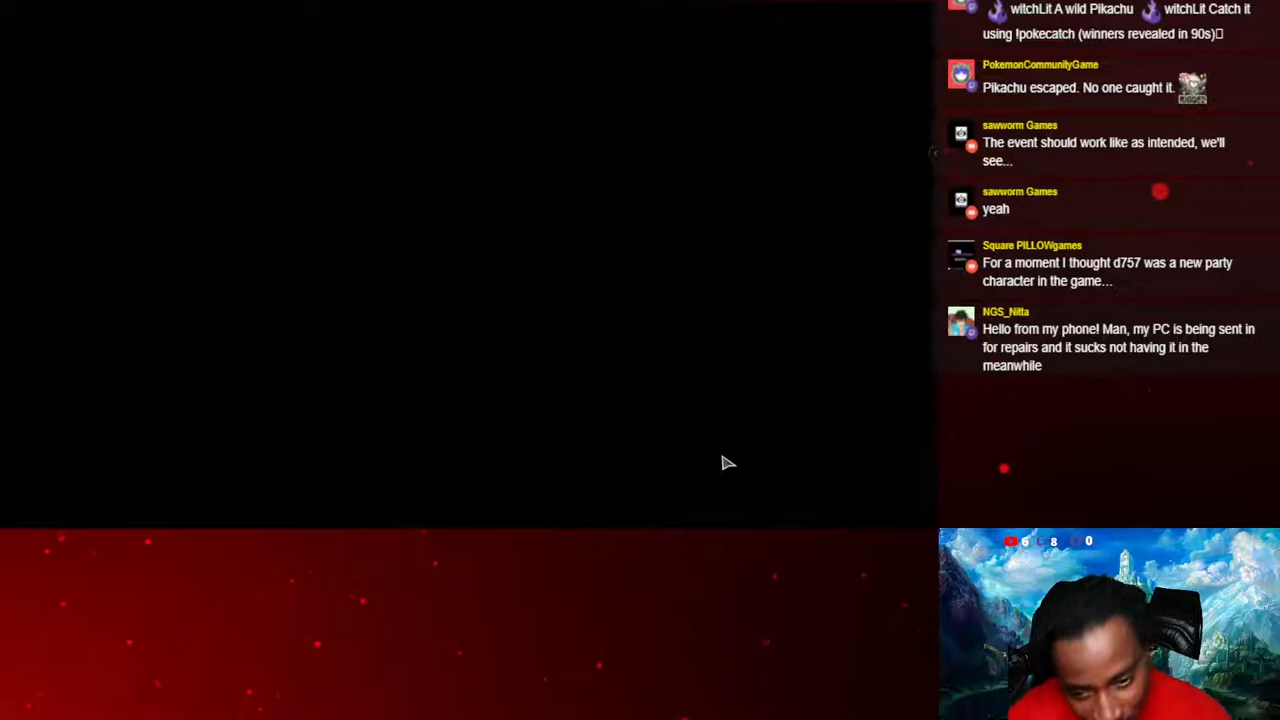 witchLit A wild Pikachu witchLit Catch it
using !pokecatch (winners revealed in 90s)
PokemonCommunityGame
Pikachu escaped. No one caught it.
sawworm Games
The event should work like as intended, we'll
see...
sawworm Games
yeah
Square PILLOWgames
For a moment I thought d757 was a new party
character in the game...
NGS_Nitta
Hello from my phone! Man, my PC is being sent in
for repairs and it sucks not having it in the
meanwhile
6 8 0